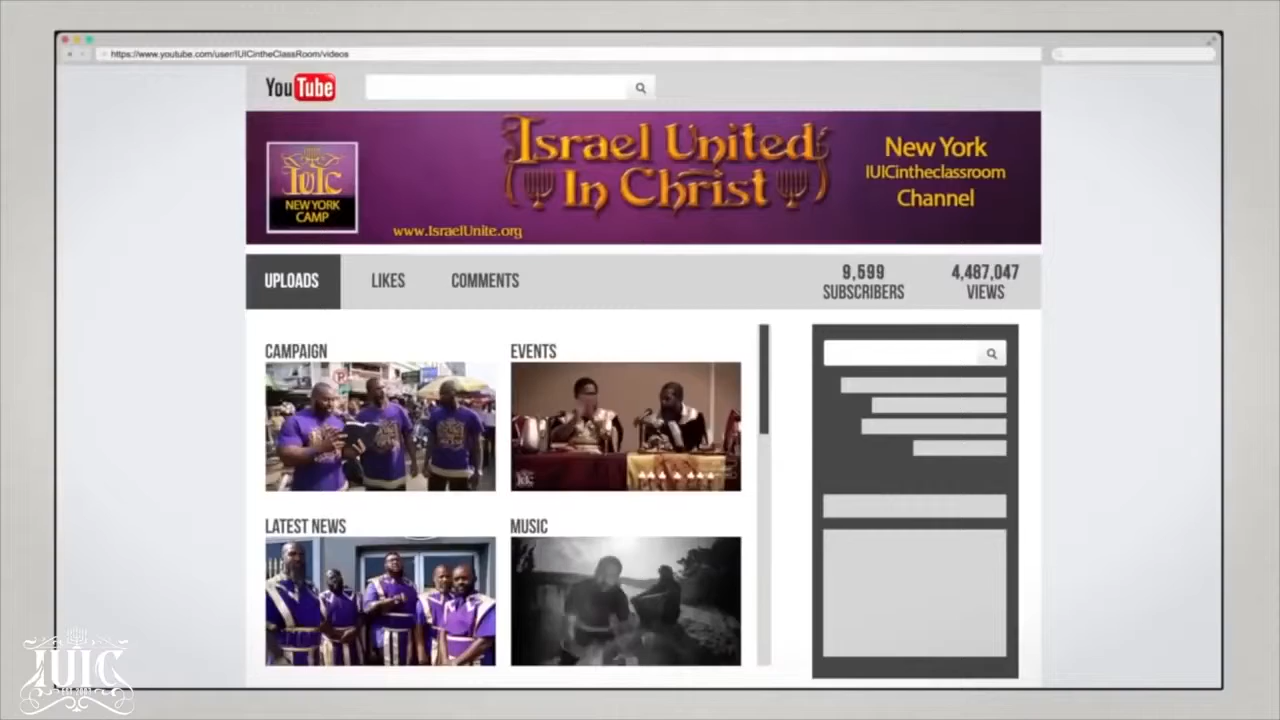 https://www.youtube.com/user/IUICintheClassRoom/videos
YouTube
Israel United
In Christ
IUIC
NEW YORK
CAMP
www.IsraelUnite.org
New York
IUICintheclassroom
Channel
UPLOADS
LIKES
COMMENTS
9,599
SUBSCRIBERS
4,487,047
VIEWS
CAMPAIGN
EVENTS
LATEST NEWS
MUSIC
IUIC
EST. 2003